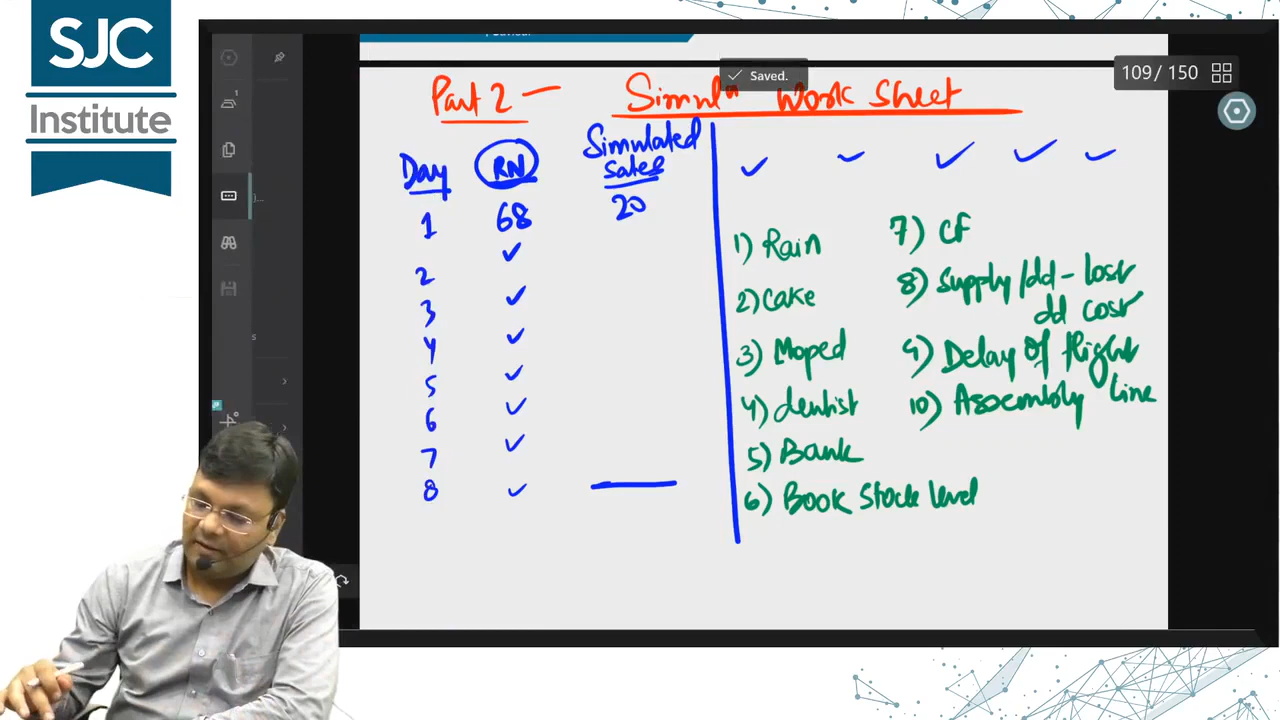 SJC
Institute
109 / 150
✓ Saved.
Part 2 — Simulⁿ Work Sheet
Day RN Simulated Sales
1 68 20
2 ✓
3 ✓
4 ✓
5 ✓
6 ✓
7 ✓
8 ✓
✓ ✓ ✓ ✓ ✓
1) Rain
2) Cake
3) Moped
4) dentist
5) Bank
6) Book Stock level
7) CF
8) Supply/dd - lost
dd cost
9) Delay of flight
10) Assembly line